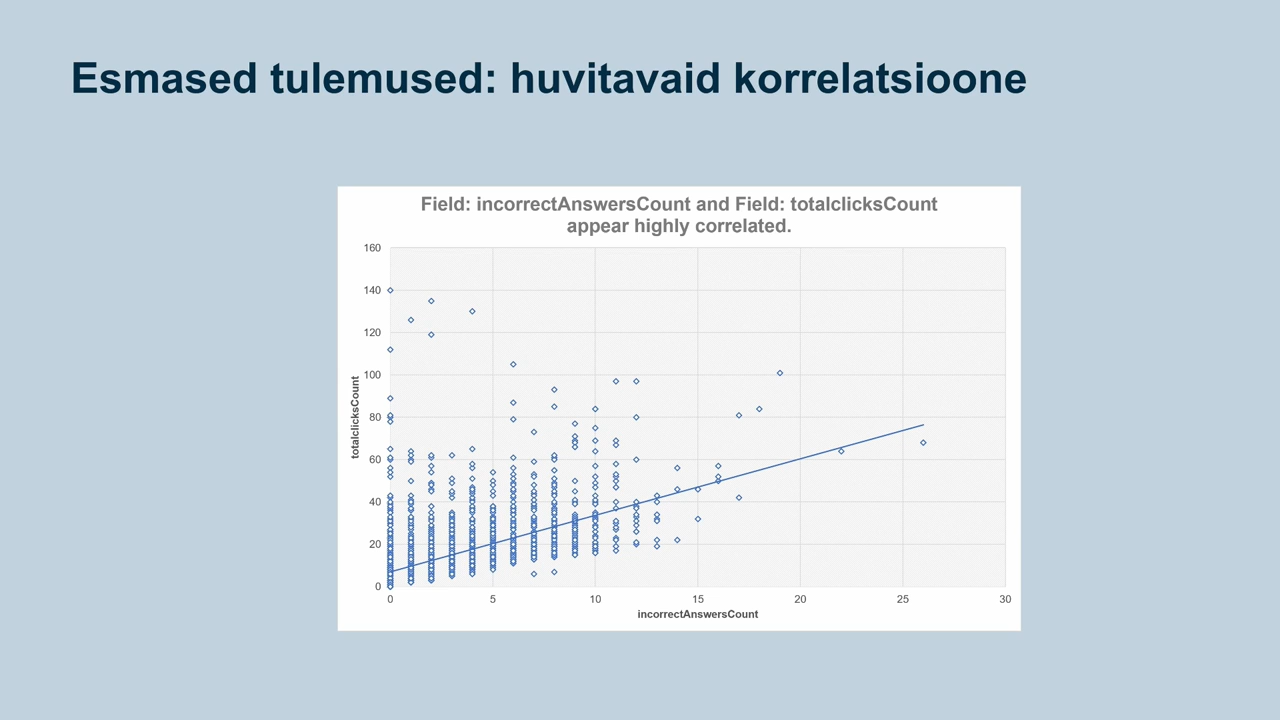 Esmased tulemused: huvitavaid korrelatsioone
Field: incorrectAnswersCount and Field: totalclicksCount
appear highly correlated.
160
140
120
100
80
60
40
20
0
totalclicksCount
0 5 10 15 20 25 30
incorrectAnswersCount